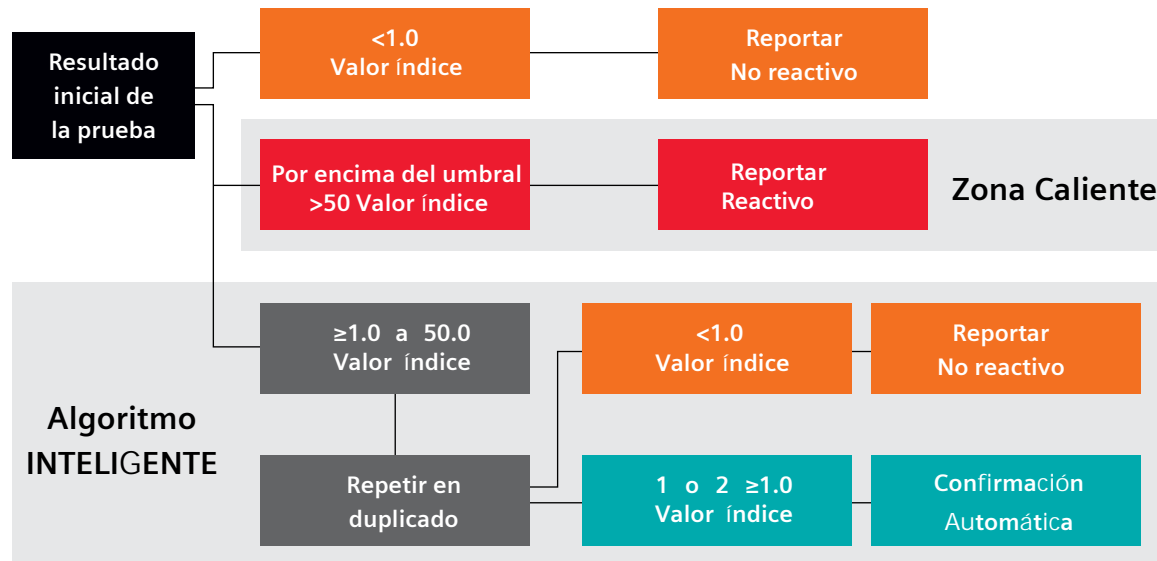 Resultado
inicial de
la prueba
<1.0
Valor índice
Reportar
No reactivo
Por encima del umbral
>50 Valor índice
Reportar
Reactivo
Zona Caliente
Algoritmo
INTELIGENTE
≥1.0 a 50.0
Valor índice
<1.0
Valor índice
Reportar
No reactivo
Repetir en
duplicado
1 o 2 ≥1.0
Valor índice
Confirmación
Automática